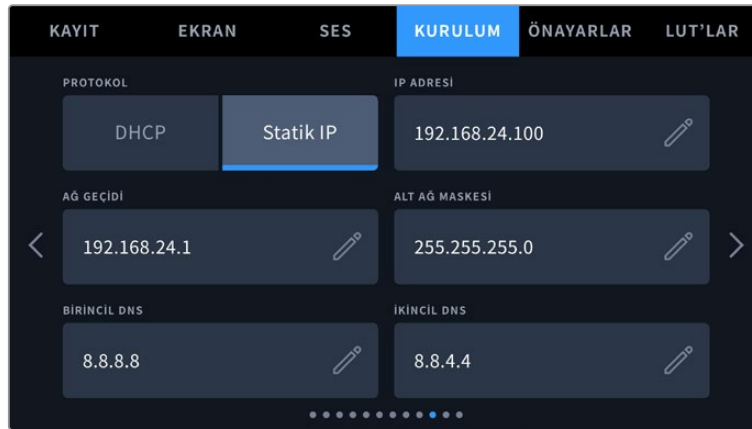 KAYIT EKRAN SES KURULUM ÖNAYARLAR LUT’LAR
PROTOKOL IP ADRESİ
DHCP Statik IP 192.168.24.100
AĞ GEÇİDİ ALT AĞ MASKESİ
192.168.24.1 255.255.255.0
BİRİNCİL DNS İKİNCİL DNS
8.8.8.8 8.8.4.4